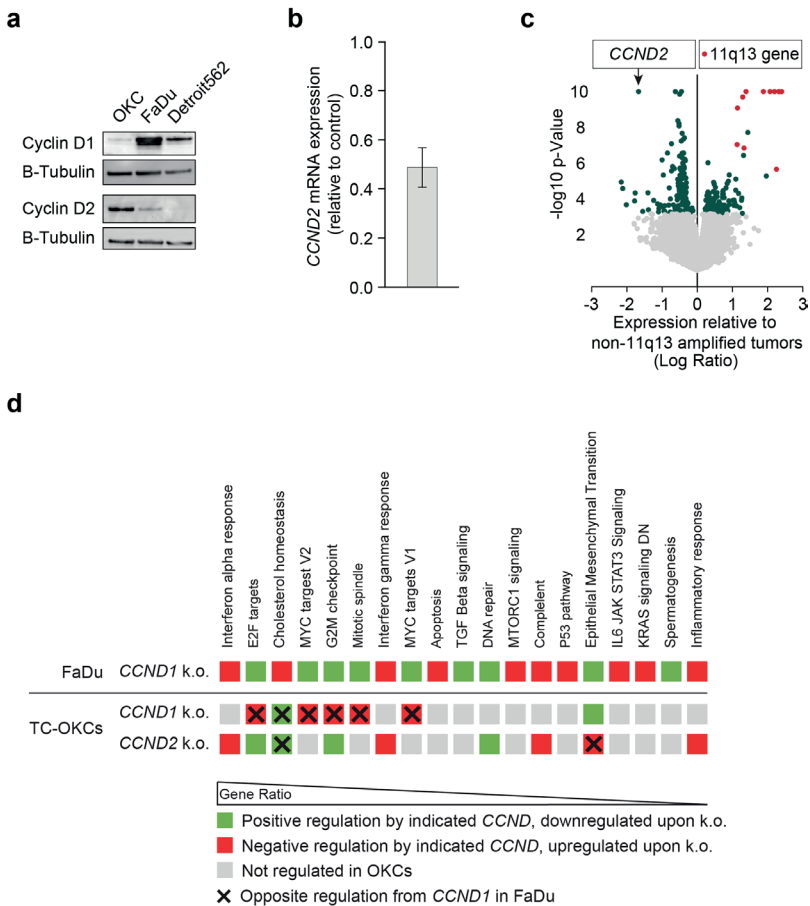 a
OKC
FaDu
Detroit562
Cyclin D1
B-Tubulin
Cyclin D2
B-Tubulin
b
CCND2 mRNA expression
(relative to control)
1.0
0.8
0.6
0.4
0.2
0.0
c
CCND2
11q13 gene
-log10 p-Value
10
8
6
4
2
-3 -2 -1 0 1 2 3
Expression relative to
non-11q13 amplified tumors
(Log Ratio)
d
Interferon alpha response
E2F targets
Cholesterol homeostasis
MYC targest V2
G2M checkpoint
Mitotic spindle
Interferon gamma response
MYC targets V1
Apoptosis
TGF Beta signaling
DNA repair
MTORC1 signaling
Complelent
P53 pathway
Epithelial Mesenchymal Transition
IL6 JAK STAT3 Signaling
KRAS signaling DN
Spermatogenesis
Inflammatory response
FaDu CCND1 k.o.
TC-OKCs
CCND1 k.o.
CCND2 k.o.
Gene Ratio
Positive regulation by indicated CCND, downregulated upon k.o.
Negative regulation by indicated CCND, upregulated upon k.o.
Not regulated in OKCs
Opposite regulation from CCND1 in FaDu